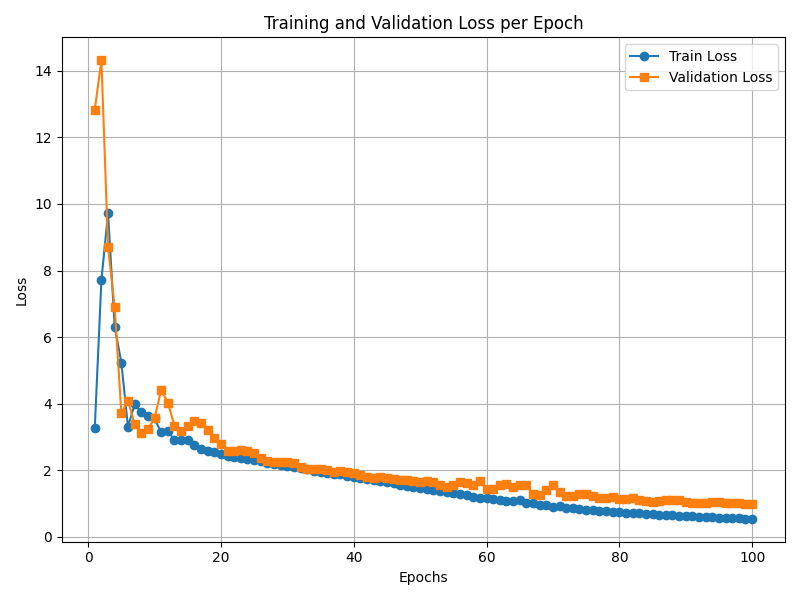 Training and Validation Loss per Epoch
Train Loss
Validation Loss
14
12
10
8
6
4
2
0
Loss
0 20 40 60 80 100
Epochs